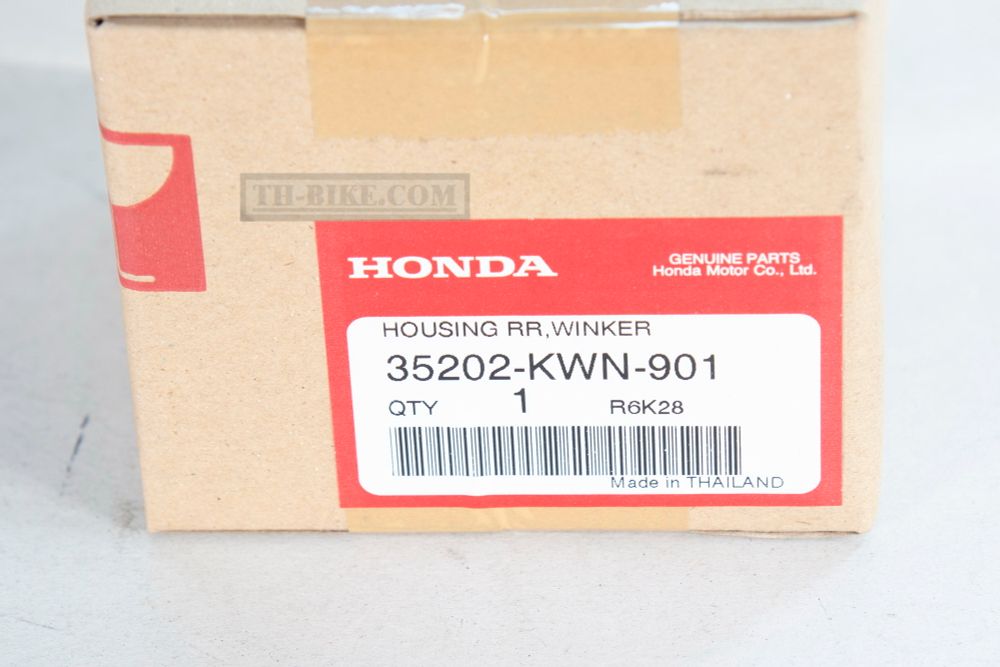 TH-BIKE.COM
HONDA
GENUINE PARTS
Honda Motor Co., Ltd.
HOUSING RR,WINKER
35202-KWN-901
QTY 1 R6K28
Made in THAILAND